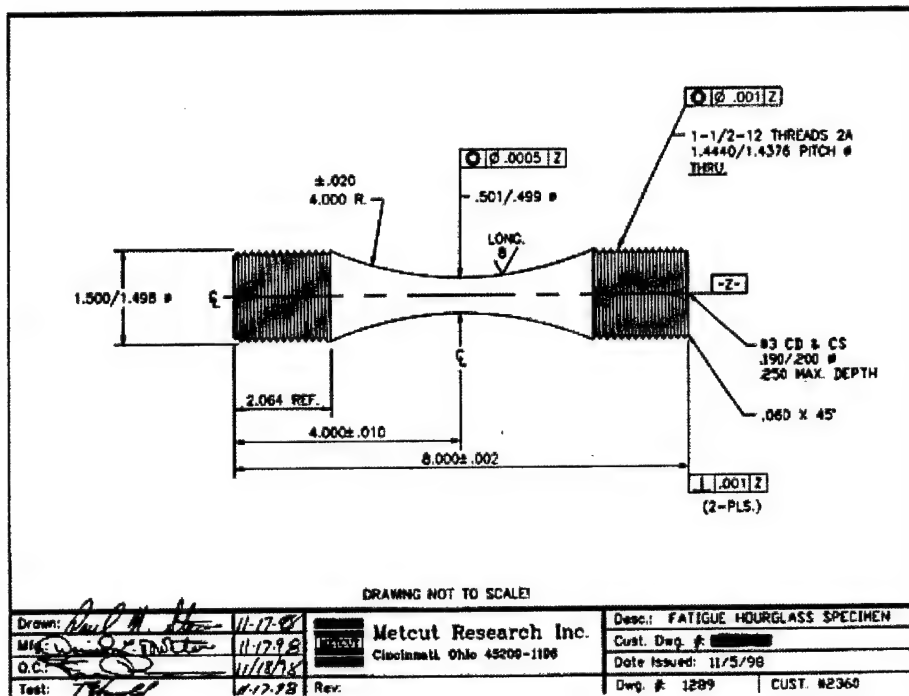 Ø .001 Z
1-1/2-12 THREADS 2A
1.4440/1.4376 PITCH ø
THRU.
Ø .0005 Z
.501/.499 ø
±.020
4.000 R.
LONG.
8
1.500/1.498 ø
-Z-
#3 CD & CS
.190/.200 ø
.250 MAX. DEPTH
.060 X 45°
2.064 REF.
4.000±.010
8.000±.002
⊥ .001 Z
(2-PLS.)
DRAWING NOT TO SCALE!
Drawn: 11-17-98
Mfg: 11-17-98
Q.C.: 11/18/98
Test: 11-17-98
METCUT
Metcut Research Inc.
Cincinnati, Ohio 45209-1196
Rev:
Desc.: FATIGUE HOURGLASS SPECIMEN
Cust. Dwg #:
Date Issued: 11/5/98
Dwg #: 1289 CUST. #2360